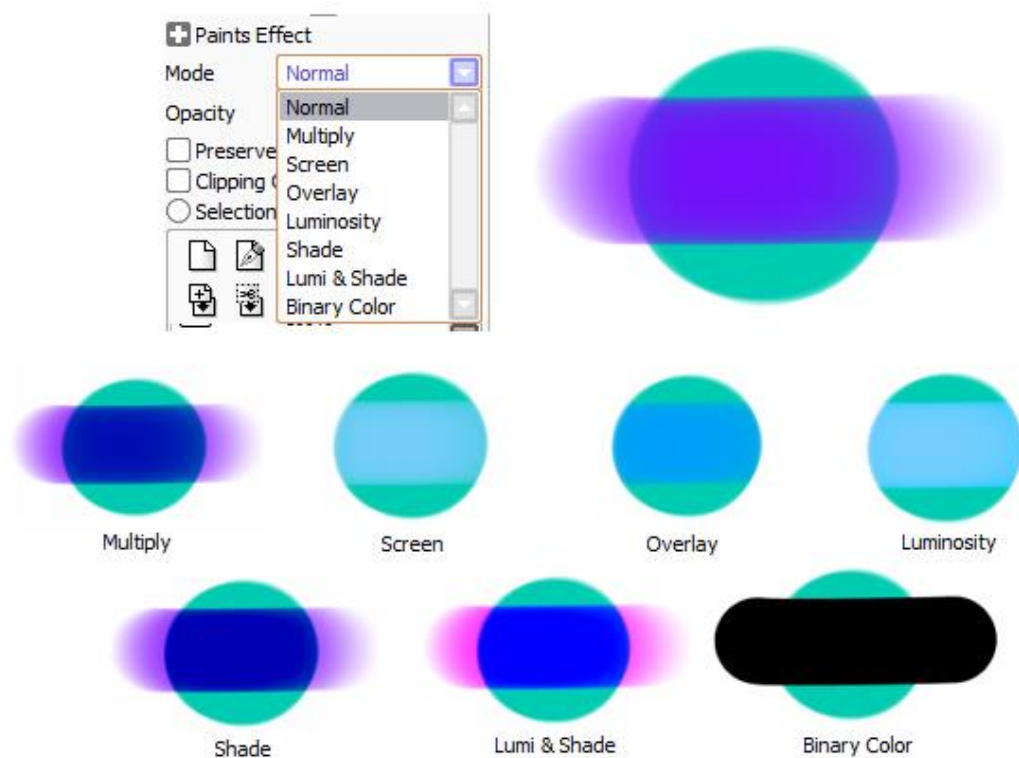 Paints Effect
Mode Normal
Opacity Normal
Multiply
Preserve
Screen
Clipping
Overlay
Selection
Luminosity
Shade
Lumi & Shade
Binary Color
Multiply Screen Overlay Luminosity
Shade Lumi & Shade Binary Color